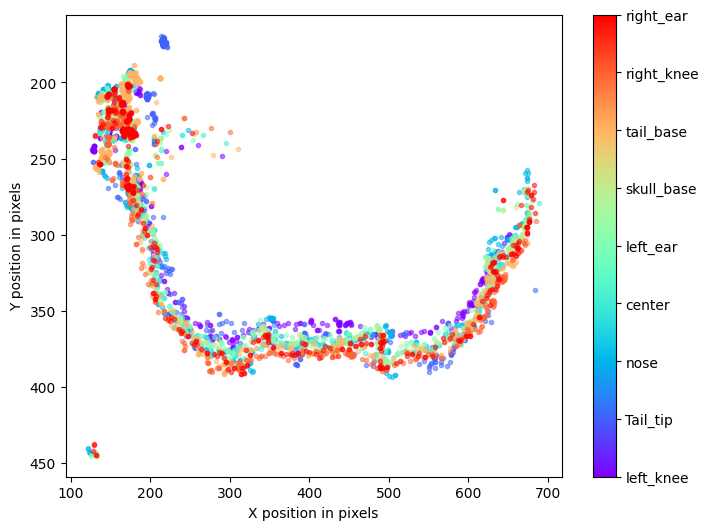 right_ear
200
right_knee
tail_base
250
skull_base
300
left_ear
350
center
nose
400
Tail_tip
450
left_knee
100 200 300 400 500 600 700
X position in pixels
Y position in pixels